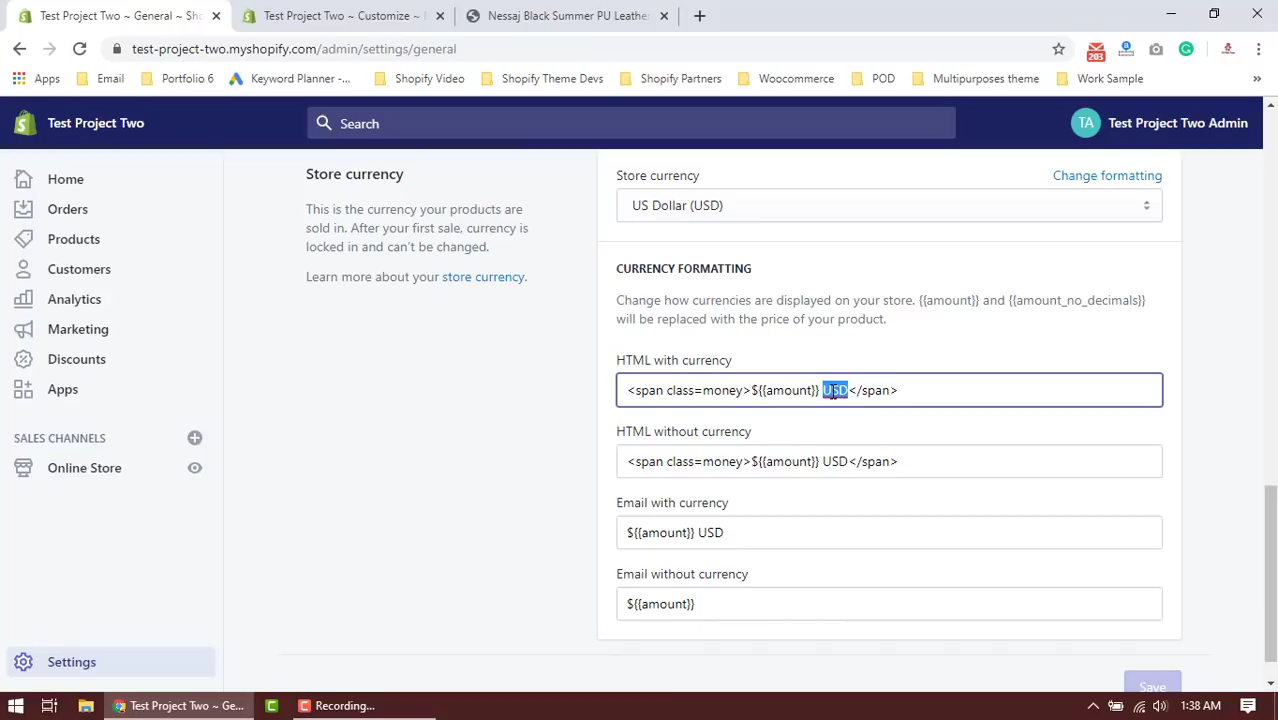 Test Project Two ~ General ~ Sho
Test Project Two ~ Customize ~
Nessaj Black Summer PU Leather
test-project-two.myshopify.com/admin/settings/general
203
Apps
Email
Portfolio 6
Keyword Planner -...
Shopify Video
Shopify Theme Devs
Shopify Partners
Woocommerce
POD
Multipurposes theme
Work Sample
»
Test Project Two
Search
TA
Test Project Two Admin
Home
Orders
Products
Customers
Analytics
Marketing
Discounts
Apps
SALES CHANNELS
Online Store
Settings
Store currency
This is the currency your products are
sold in. After your first sale, currency is
locked in and can't be changed.
Learn more about your store currency.
Store currency
Change formatting
US Dollar (USD)
CURRENCY FORMATTING
Change how currencies are displayed on your store. {{amount}} and {{amount_no_decimals}}
will be replaced with the price of your product.
HTML with currency
<span class=money>${{amount}} USD</span>
HTML without currency
<span class=money>${{amount}} USD</span>
Email with currency
${{amount}} USD
Email without currency
${{amount}}
Save
Test Project Two ~ Ge...
Recording...
1:38 AM